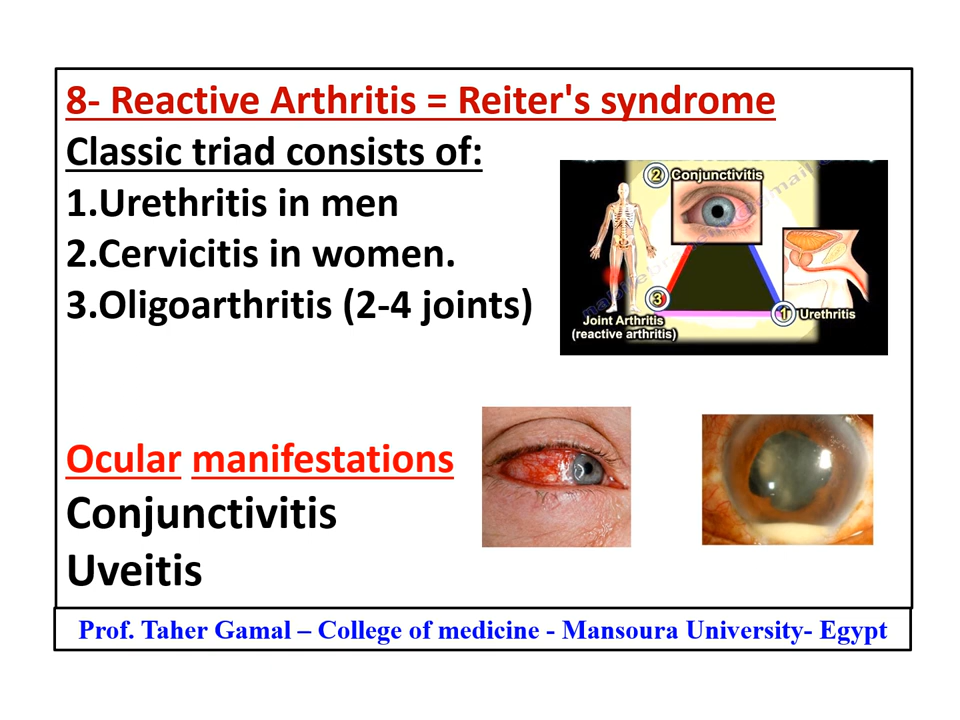 8- Reactive Arthritis = Reiter's syndrome
Classic triad consists of:
1.Urethritis in men
2.Cervicitis in women.
3.Oligoarthritis (2-4 joints)
2 Conjunctivitis
3
1 Urethritis
Joint Arthritis
(reactive arthritis)
Ocular manifestations
Conjunctivitis
Uveitis
Prof. Taher Gamal – College of medicine - Mansoura University- Egypt